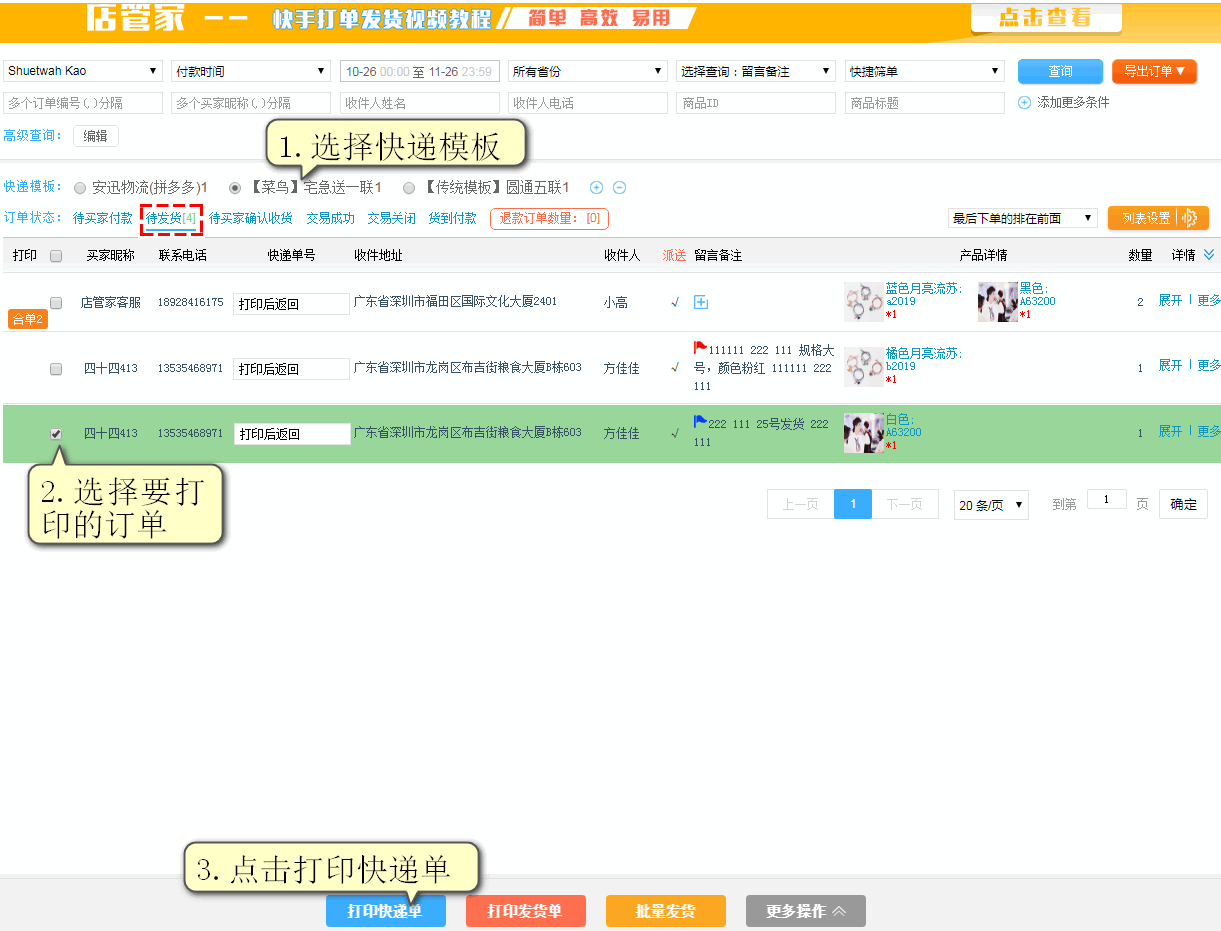 店管家 —— 快手打单发货视频教程 简单 高效 易用 点击查看
Shuetwah Kao 付款时间 10-26 00:00 至 11-26 23:59 所有省份 选择查询：留言备注 快捷简单 查询 导出订单▼
多个订单编号(,)分隔 多个买家昵称(,)分隔 收件人姓名 收件人电话 商品ID 商品标题 添加更多条件
高级查询： 编辑
1. 选择快递模板
快递模板： 安迅物流(拼多多)1 【菜鸟】宅急送一联1 【传统模板】圆通五联1
订单状态： 待买家付款 待发货[4] 待买家确认收货 交易成功 交易关闭 货到付款 退款订单数量： [0] 最后下单的排在前面 列表设置
打印 买家昵称 联系电话 快递单号 收件地址 收件人 派送 留言备注 产品详情 数量 详情
合单2 店管家客服 18928416175 打印后返回 广东省深圳市福田区国际文化大厦2401 小高 √ 蓝色月亮流苏; a2019 *1 黑色; A63200 *1 2 展开 | 更多
四十四413 13535468971 打印后返回 广东省深圳市龙岗区布吉街粮食大厦B栋603 方佳佳 √ 111111 222 111 规格大
号，颜色粉红 111111 222
111
橘色月亮流苏; b2019 *1 1 展开 | 更多
四十四413 13535468971 打印后返回 广东省深圳市龙岗区布吉街粮食大厦B栋603 方佳佳 √ 222 111 25号发货 222
111
白色; A63200 *1 1 展开 | 更多
2. 选择要打
印的订单
上一页 1 下一页 20 条/页 到第 1 页 确定
3. 点击打印快递单
打印快递单 打印发货单 批量发货 更多操作